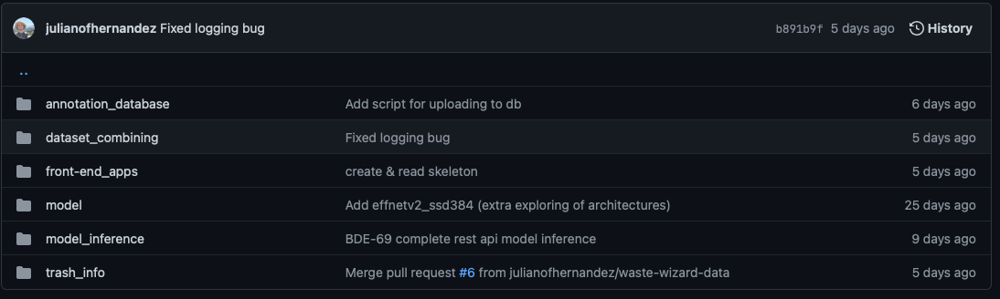 julianofhernandez Fixed logging bug b891b9f 5 days ago History
..
annotation_database Add script for uploading to db 6 days ago
dataset_combining Fixed logging bug 5 days ago
front-end_apps create & read skeleton 5 days ago
model Add effnetv2_ssd384 (extra exploring of architectures) 25 days ago
model_inference BDE-69 complete rest api model inference 9 days ago
trash_info Merge pull request #6 from julianofhernandez/waste-wizard-data 5 days ago